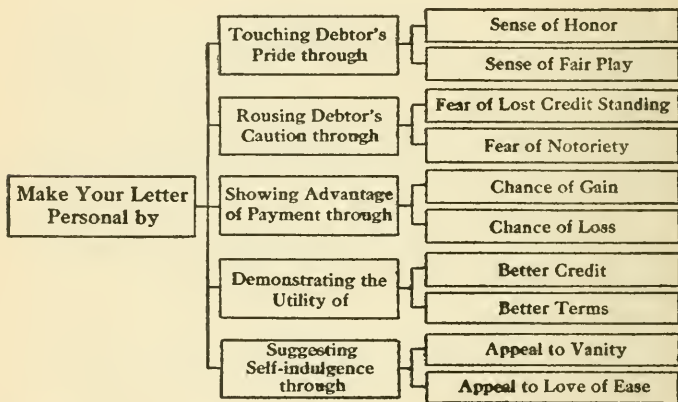 Touching Debtor's
Pride through
Sense of Honor
Sense of Fair Play
Rousing Debtor's
Caution through
Fear of Lost Credit Standing
Fear of Notoriety
Make Your Letter
Personal by
Showing Advantage
of Payment through
Chance of Gain
Chance of Loss
Demonstrating the
Utility of
Better Credit
Better Terms
Suggesting
Self-indulgence
through
Appeal to Vanity
Appeal to Love of Ease